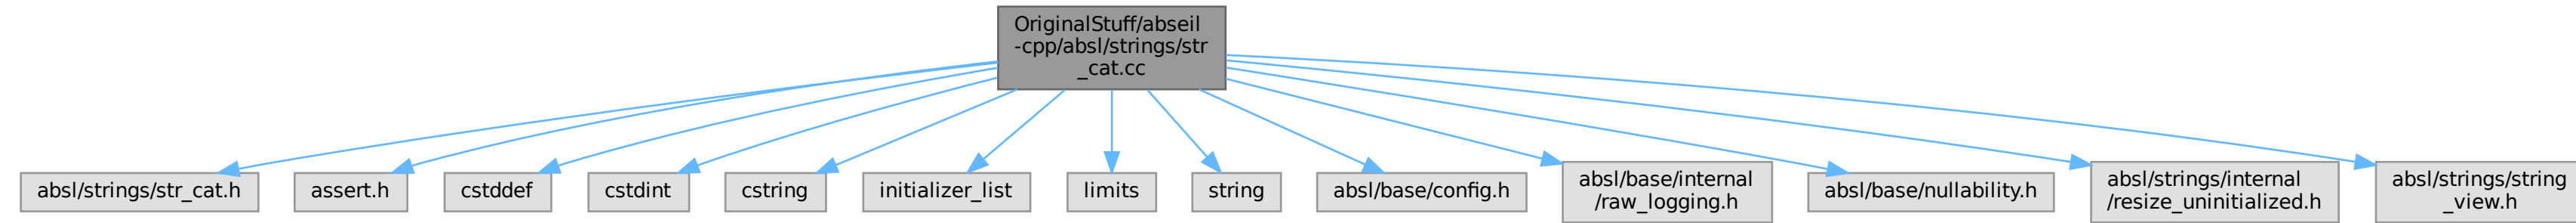 OriginalStuff/abseil
-cpp/absl/strings/str
_cat.cc
absl/strings/str_cat.h
assert.h
cstddef
cstdint
cstring
initializer_list
limits
string
absl/base/config.h
absl/base/internal
/raw_logging.h
absl/base/nullability.h
absl/strings/internal
/resize_uninitialized.h
absl/strings/string
_view.h